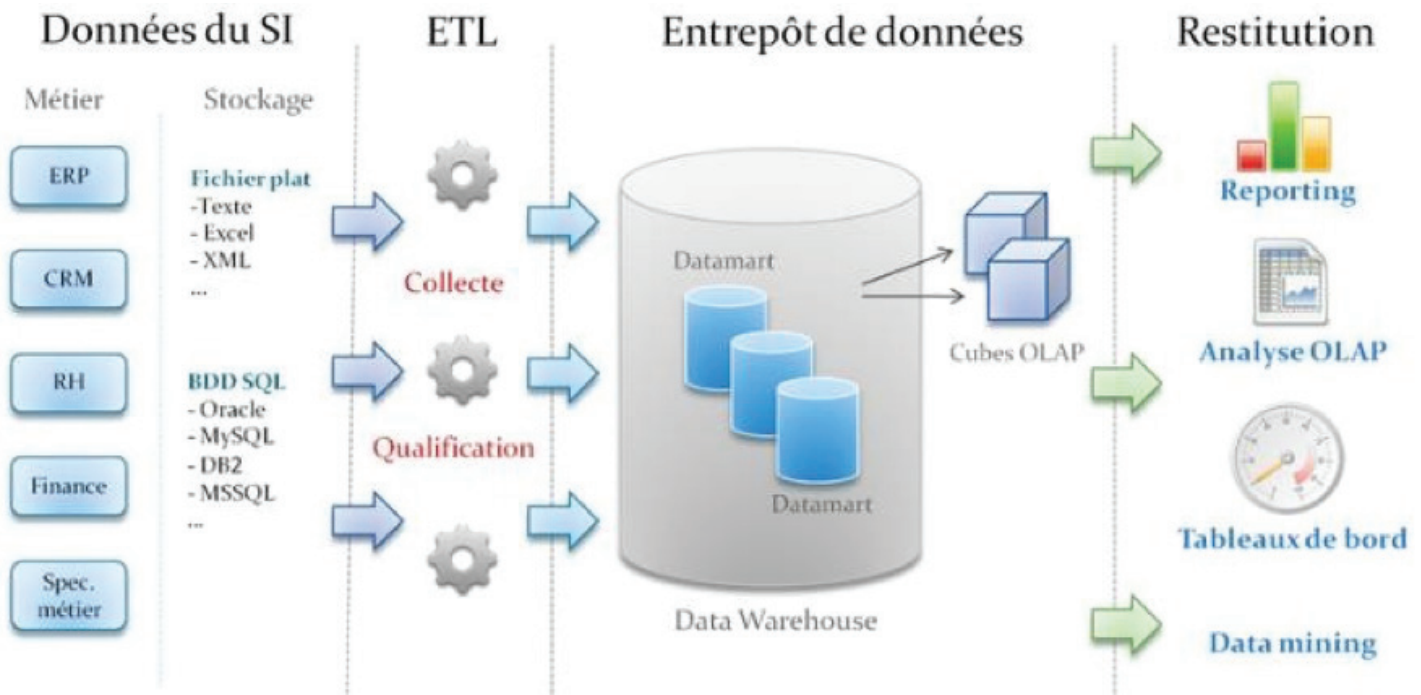 Données du SI
ETL
Entrepôt de données
Restitution
Métier
Stockage
ERP
CRM
RH
Finance
Spec.
métier
Fichier plat
-Texte
- Excel
- XML
...
BDD SQL
- Oracle
- MySQL
- DB2
- MSSQL
...
Collecte
Qualification
Datamart
Datamart
Cubes OLAP
Data Warehouse
Reporting
Analyse OLAP
Tableaux de bord
Data mining